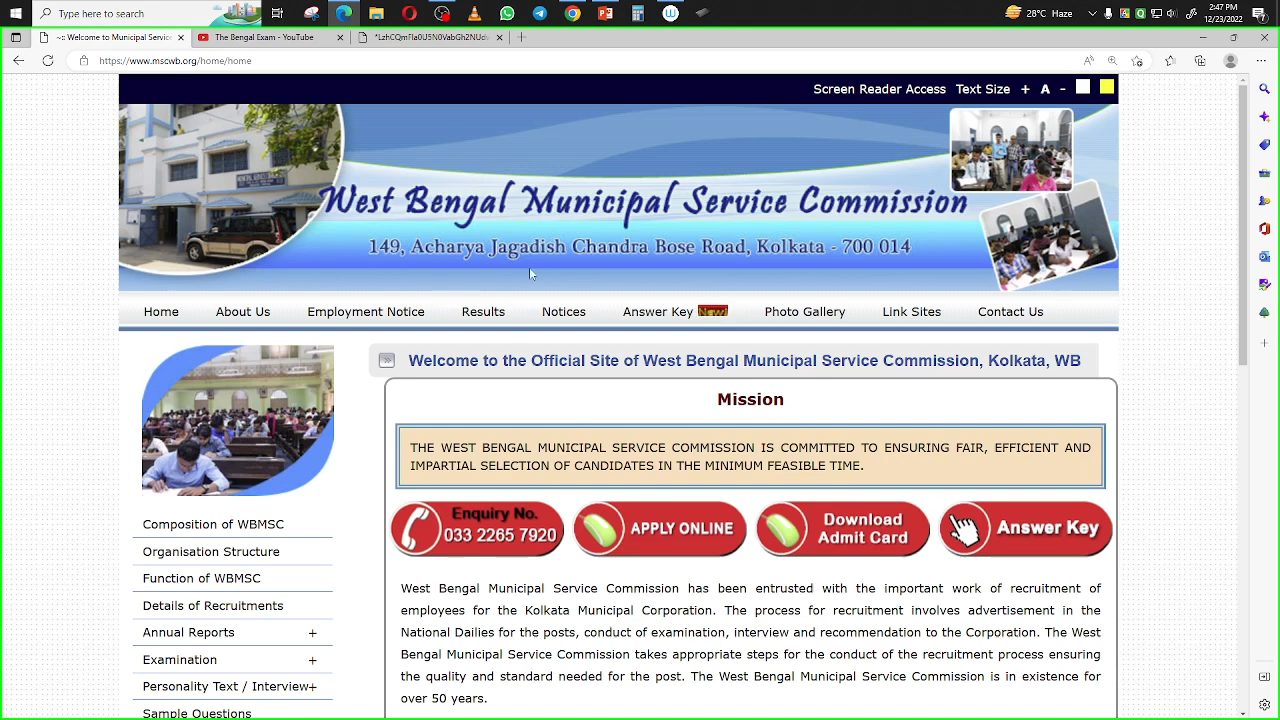 Type here to search
28°C Haze
2:47 PM
12/23/2022
~:: Welcome to Municipal Service
The Bengal Exam - YouTube
https://www.mscwb.org/home/home
Screen Reader Access Text Size + A -
West Bengal Municipal Service Commission
149, Acharya Jagadish Chandra Bose Road, Kolkata - 700 014
Home About Us Employment Notice Results Notices Answer Key New! Photo Gallery Link Sites Contact Us
Welcome to the Official Site of West Bengal Municipal Service Commission, Kolkata, WB
Mission
THE WEST BENGAL MUNICIPAL SERVICE COMMISSION IS COMMITTED TO ENSURING FAIR, EFFICIENT AND
IMPARTIAL SELECTION OF CANDIDATES IN THE MINIMUM FEASIBLE TIME.
Enquiry No.
033 2265 7920
APPLY ONLINE
Download
Admit Card
Answer Key
Composition of WBMSC
Organisation Structure
Function of WBMSC
Details of Recruitments
Annual Reports +
Examination +
Personality Text / Interview+
Sample Questions
West Bengal Municipal Service Commission has been entrusted with the important work of recruitment of
employees for the Kolkata Municipal Corporation. The process for recruitment involves advertisement in the
National Dailies for the posts, conduct of examination, interview and recommendation to the Corporation. The West
Bengal Municipal Service Commission takes appropriate steps for the conduct of the recruitment process ensuring
the quality and standard needed for the post. The West Bengal Municipal Service Commission is in existence for
over 50 years.